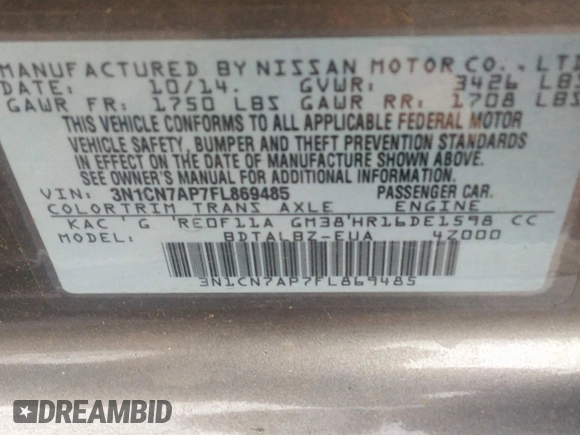 MANUFACTURED BY NISSAN MOTOR CO., LTD
DATE: 10/14. GVWR: 3426 LBS
GAWR FR: 1750 LBS GAWR RR: 1708 LBS
THIS VEHICLE CONFORMS TO ALL APPLICABLE FEDERAL MOTOR
VEHICLE SAFETY, BUMPER AND THEFT PREVENTION STANDARDS
IN EFFECT ON THE DATE OF MANUFACTURE SHOWN ABOVE.
SEE OWNER'S MANUAL FOR ADDITIONAL INFORMATION.
VIN: 3N1CN7AP7FL869485 PASSENGER CAR.
COLOR TRIM TRANS AXLE ENGINE
KAC G RE0F11A GM38 HR16DE1598 CC
MODEL: BDTALBZ-EUA 4Z000
3N1CN7AP7FL869485
DREAMBID